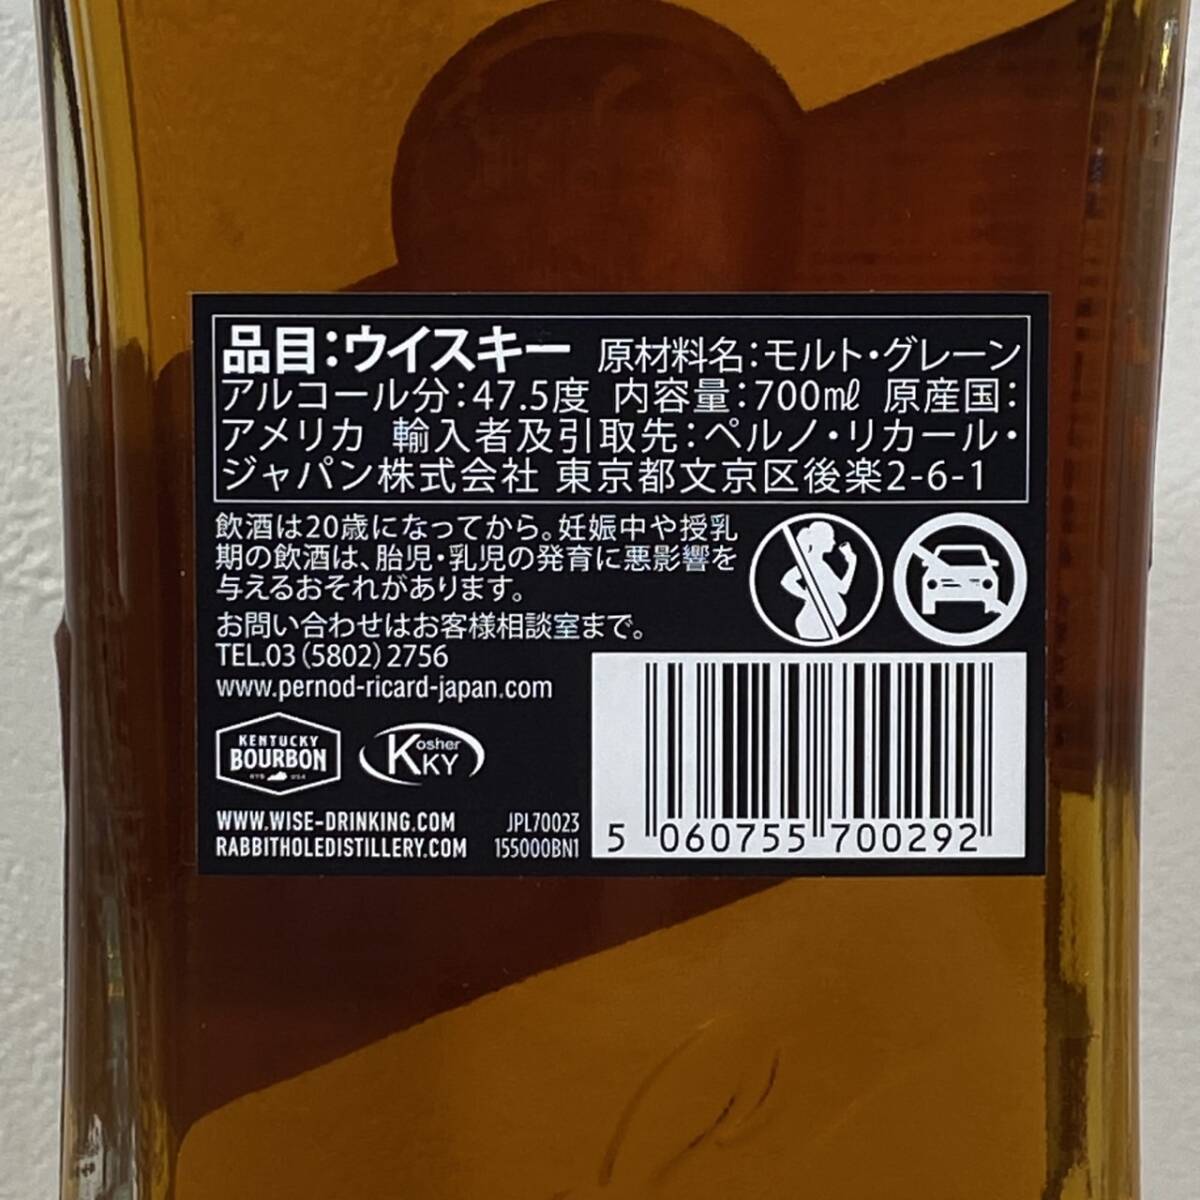 品目：ウイスキー 原材料名：モルト・グレーン
アルコール分：47.5度 内容量：700mℓ 原産国：
アメリカ 輸入者及引取先：ペルノ・リカール・
ジャパン株式会社 東京都文京区後楽2-6-1
飲酒は20歳になってから。妊娠中や授乳
期の飲酒は、胎児・乳児の発育に悪影響を
与えるおそれがあります。
お問い合わせはお客様相談室まで。
TEL.03（5802）2756
www.pernod-ricard-japan.com
KENTUCKY
BOURBON
USA
Kosher
KY
WWW.WISE-DRINKING.COM
RABBITHOLEDISTILLERY.COM
JPL70023
155000BN1
5 060755 700292